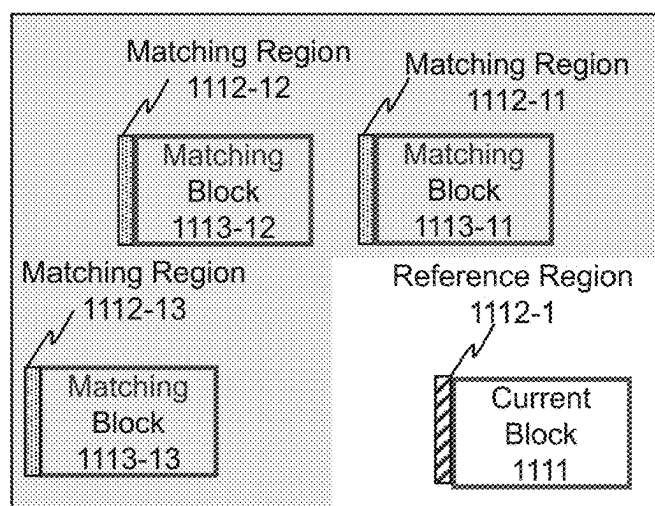 Matching Region
1112-12
Matching Region
1112-11
Matching
Block
1113-12
Matching
Block
1113-11
Matching Region
1112-13
Reference Region
1112-1
Matching
Block
1113-13
Current
Block
1111